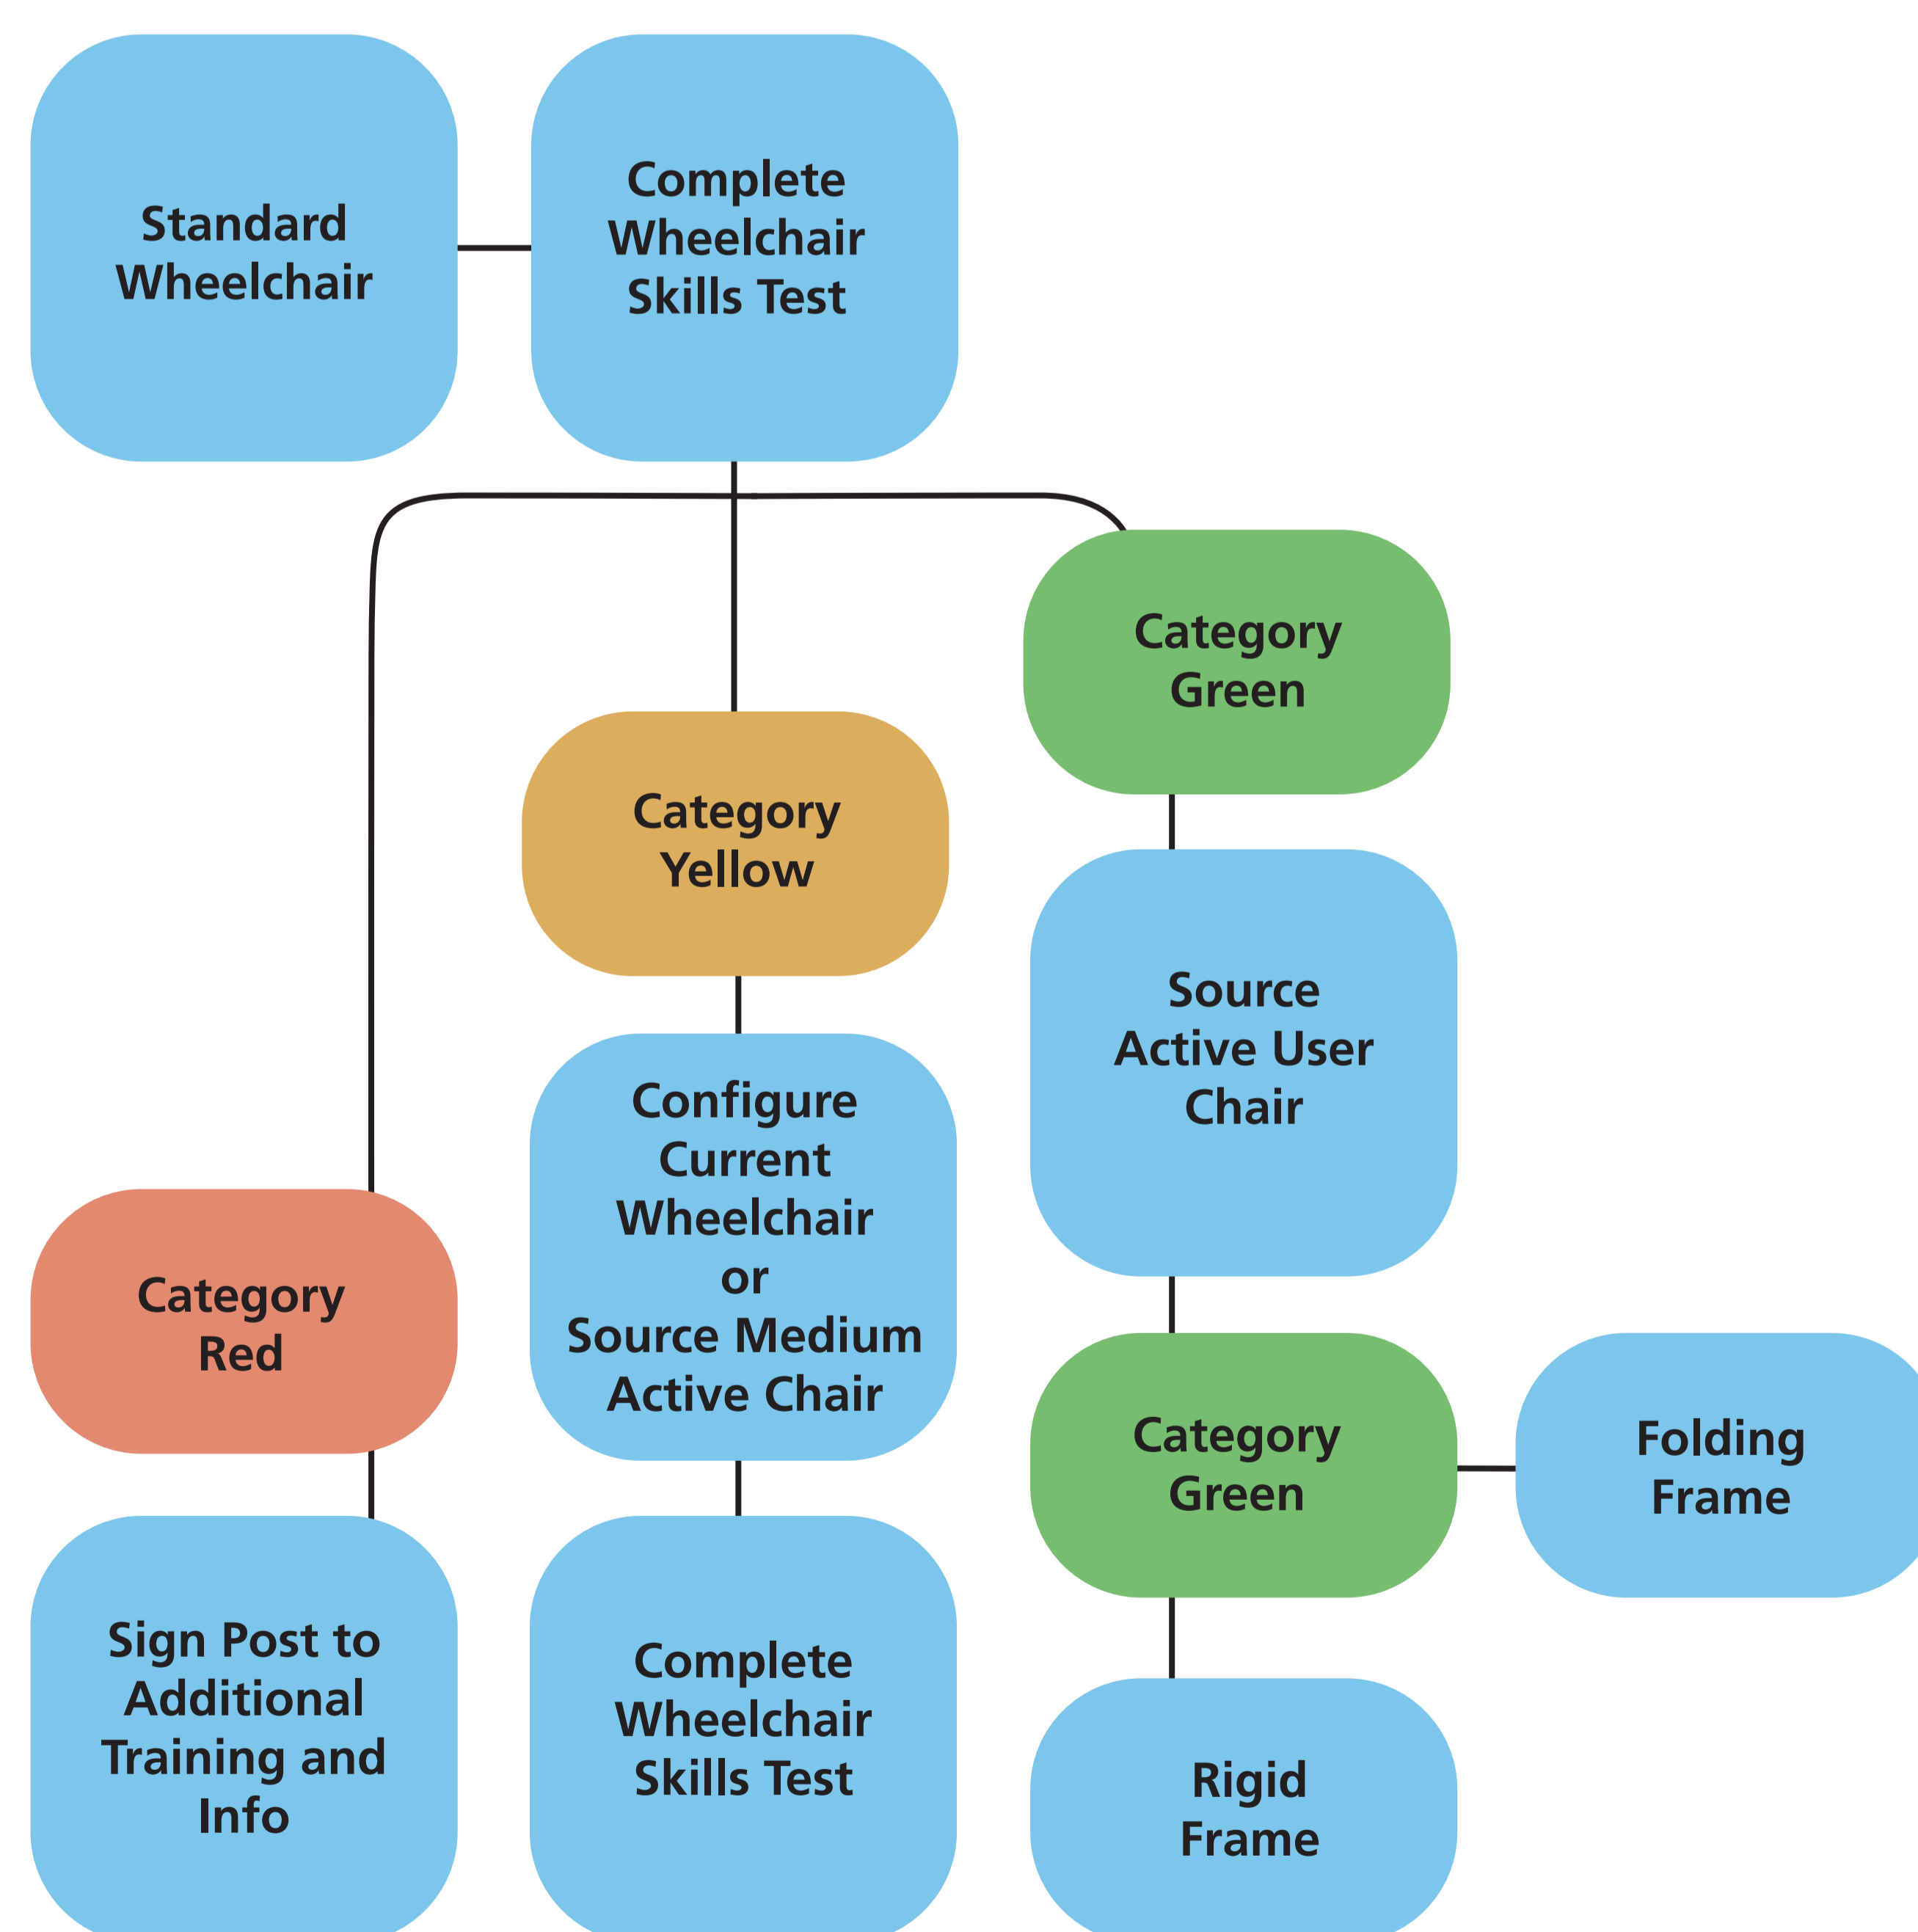 Standard
Wheelchair
Complete
Wheelchair
Skills Test
Category
Green
Category
Yellow
Source
Active User
Chair
Configure
Current
Wheelchair
or
Source Medium
Active Chair
Category
Red
Category
Green
Folding
Frame
Sign Post to
Additional
Training and
Info
Complete
Wheelchair
Skills Test
Rigid
Frame